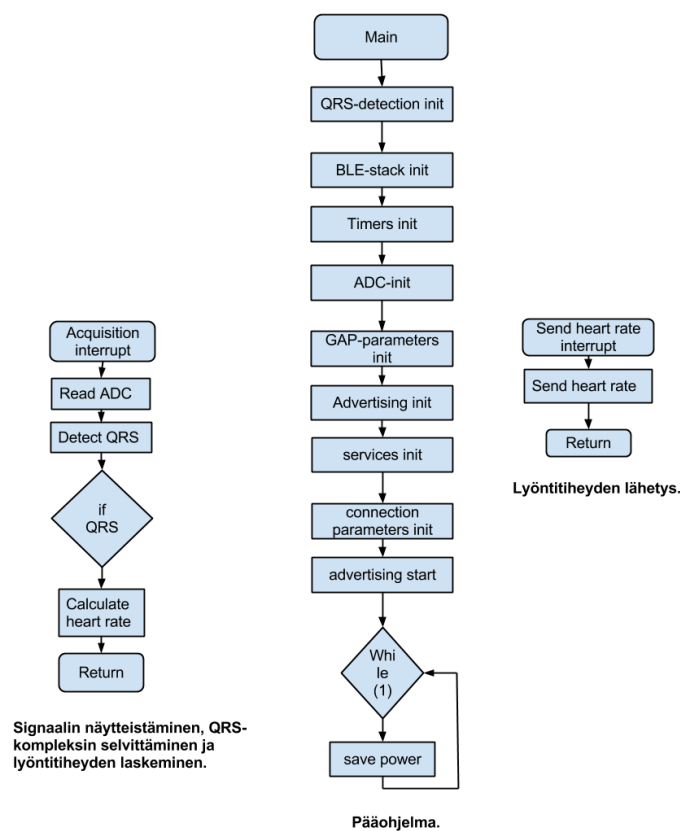 Acquisition
interrupt
Read ADC
Detect QRS
if
QRS
Calculate
heart rate
Return
Signaalin näytteistäminen, QRS-
kompleksin selvittäminen ja
lyöntitiheyden laskeminen.
Main
QRS-detection init
BLE-stack init
Timers init
ADC-init
GAP-parameters
init
Advertising init
services init
connection
parameters init
advertising start
Whi
le
(1)
save power
Pääohjelma.
Send heart rate
interrupt
Send heart rate
Return
Lyöntitiheyden lähetys.